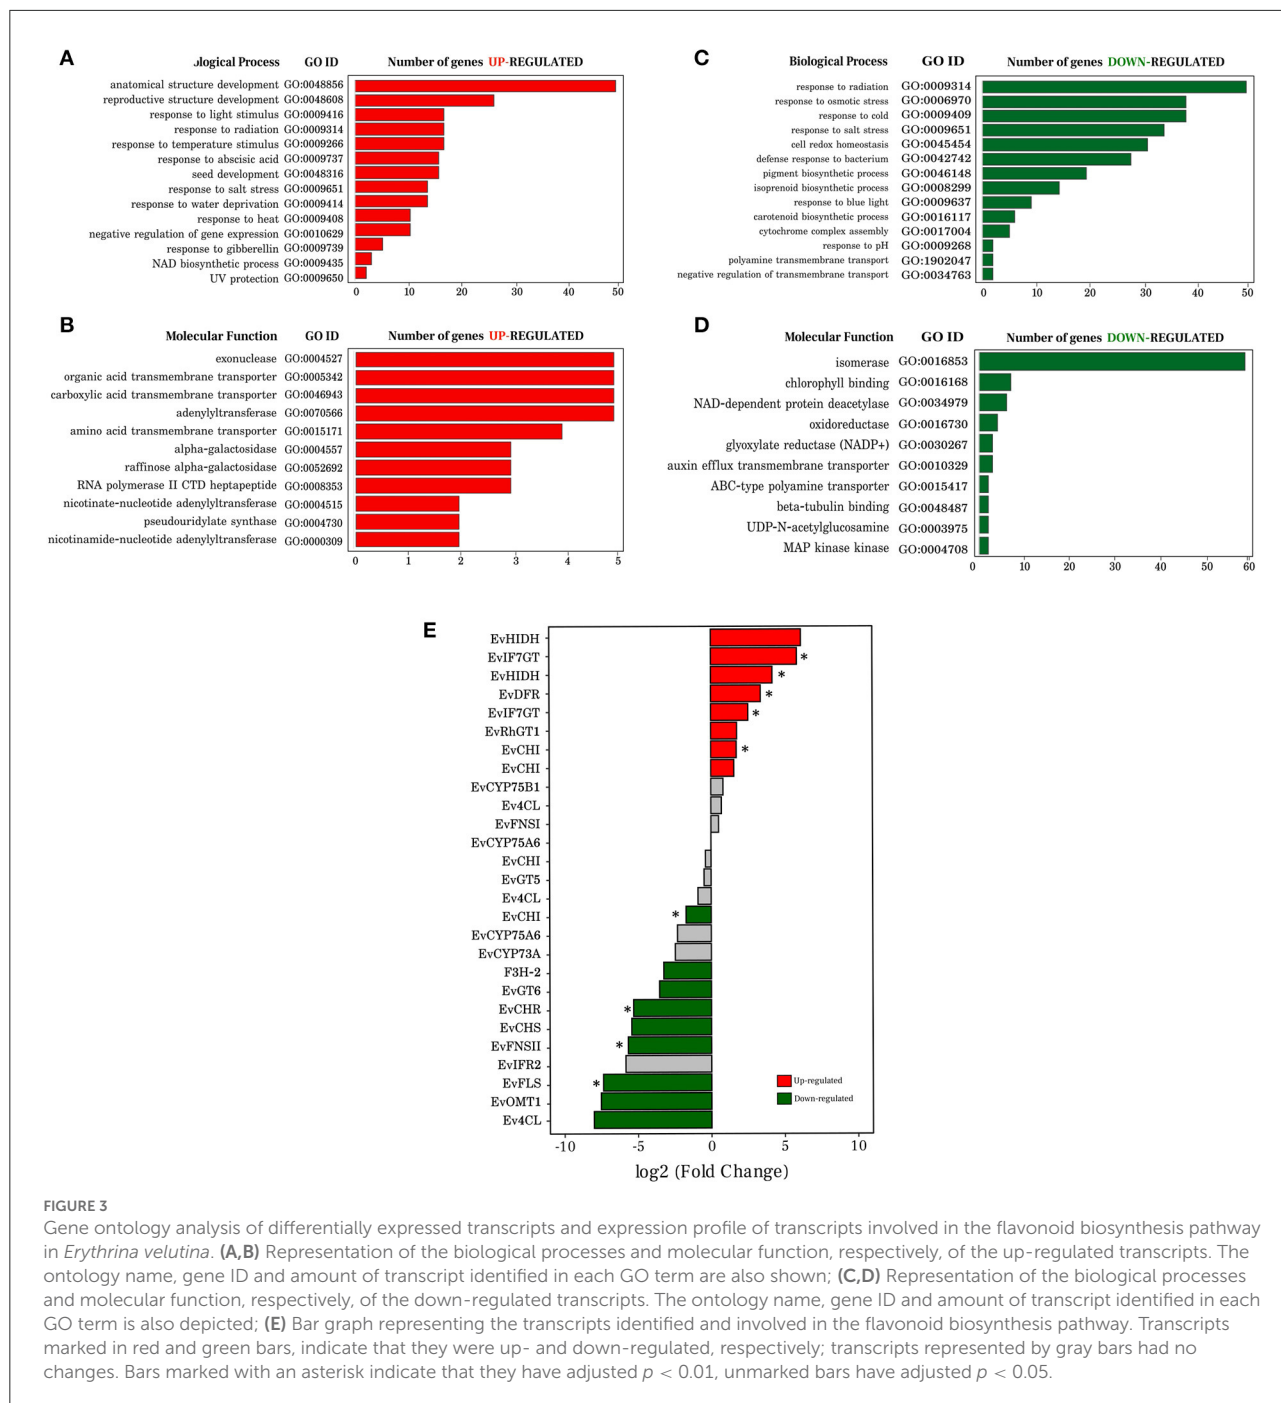 A
.ological Process GO ID Number of genes UP-REGULATED
anatomical structure development GO:0048856
reproductive structure development GO:0048608
response to light stimulus GO:0009416
response to radiation GO:0009314
response to temperature stimulus GO:0009266
response to abscisic acid GO:0009737
seed development GO:0048316
response to salt stress GO:0009651
response to water deprivation GO:0009414
response to heat GO:0009408
negative regulation of gene expression GO:0010629
response to gibberellin GO:0009739
NAD biosynthetic process GO:0009435
UV protection GO:0009650
0 10 20 30 40 50
B
Molecular Function GO ID Number of genes UP-REGULATED
exonuclease GO:0004527
organic acid transmembrane transporter GO:0005342
carboxylic acid transmembrane transporter GO:0046943
adenylyltransferase GO:0070566
amino acid transmembrane transporter GO:0015171
alpha-galactosidase GO:0004557
raffinose alpha-galactosidase GO:0052692
RNA polymerase II CTD heptapeptide GO:0008353
nicotinate-nucleotide adenylyltransferase GO:0004515
pseudouridylate synthase GO:0004730
nicotinamide-nucleotide adenylyltransferase GO:0000309
0 1 2 3 4 5
C
Biological Process GO ID Number of genes DOWN-REGULATED
response to radiation GO:0009314
response to osmotic stress GO:0006970
response to cold GO:0009409
response to salt stress GO:0009651
cell redox homeostasis GO:0045454
defense response to bacterium GO:0042742
pigment biosynthetic process GO:0046148
isoprenoid biosynthetic process GO:0008299
response to blue light GO:0009637
carotenoid biosynthetic process GO:0016117
cytochrome complex assembly GO:0017004
response to pH GO:0009268
polyamine transmembrane transport GO:1902047
negative regulation of transmembrane transport GO:0034763
0 10 20 30 40 50
D
Molecular Function GO ID Number of genes DOWN-REGULATED
isomerase GO:0016853
chlorophyll binding GO:0016168
NAD-dependent protein deacetylase GO:0034979
oxidoreductase GO:0016730
glyoxylate reductase (NADP+) GO:0030267
auxin efflux transmembrane transporter GO:0010329
ABC-type polyamine transporter GO:0015417
beta-tubulin binding GO:0048487
UDP-N-acetylglucosamine GO:0003975
MAP kinase kinase GO:0004708
0 10 20 30 40 50 60
E
EvHIDH
EvIF7GT *
EvHIDH *
EvDFR *
EvIF7GT *
EvRhGT1
EvCHI *
EvCHI
EvCYP75B1
Ev4CL
EvFNSI
EvCYP75A6
EvCHI
EvGT5
Ev4CL
EvCHI *
EvCYP75A6
EvCYP73A
F3H-2
EvGT6
EvCHR *
EvCHS
EvFNSII *
EvIFR2
EvFLS *
EvOMT1
Ev4CL
Up-regulated
Down-regulated
-10 -5 0 5 10
log2 (Fold Change)
FIGURE 3
Gene ontology analysis of differentially expressed transcripts and expression profile of transcripts involved in the flavonoid biosynthesis pathway
in Erythrina velutina. (A,B) Representation of the biological processes and molecular function, respectively, of the up-regulated transcripts. The
ontology name, gene ID and amount of transcript identified in each GO term are also shown; (C,D) Representation of the biological processes
and molecular function, respectively, of the down-regulated transcripts. The ontology name, gene ID and amount of transcript identified in each
GO term is also depicted; (E) Bar graph representing the transcripts identified and involved in the flavonoid biosynthesis pathway. Transcripts
marked in red and green bars, indicate that they were up- and down-regulated, respectively; transcripts represented by gray bars had no
changes. Bars marked with an asterisk indicate that they have adjusted p < 0.01, unmarked bars have adjusted p < 0.05.